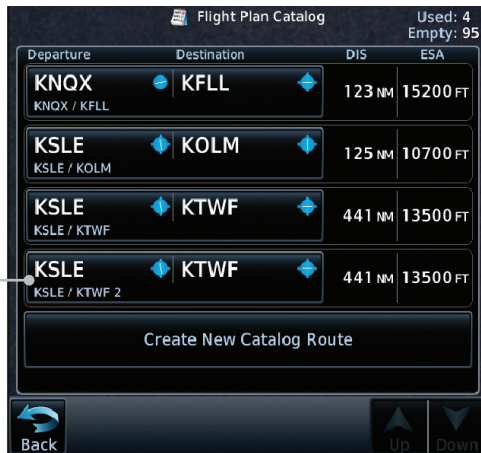 Flight Plan Catalog
Used: 4
Empty: 95
Departure Destination DIS ESA
KNQX KFLL 123 NM 15200 FT
KNQX / KFLL
KSLE KOLM 125 NM 10700 FT
KSLE / KOLM
KSLE KTWF 441 NM 13500 FT
KSLE / KTWF
KSLE KTWF 441 NM 13500 FT
KSLE / KTWF 2
Create New Catalog Route
Back Up Down